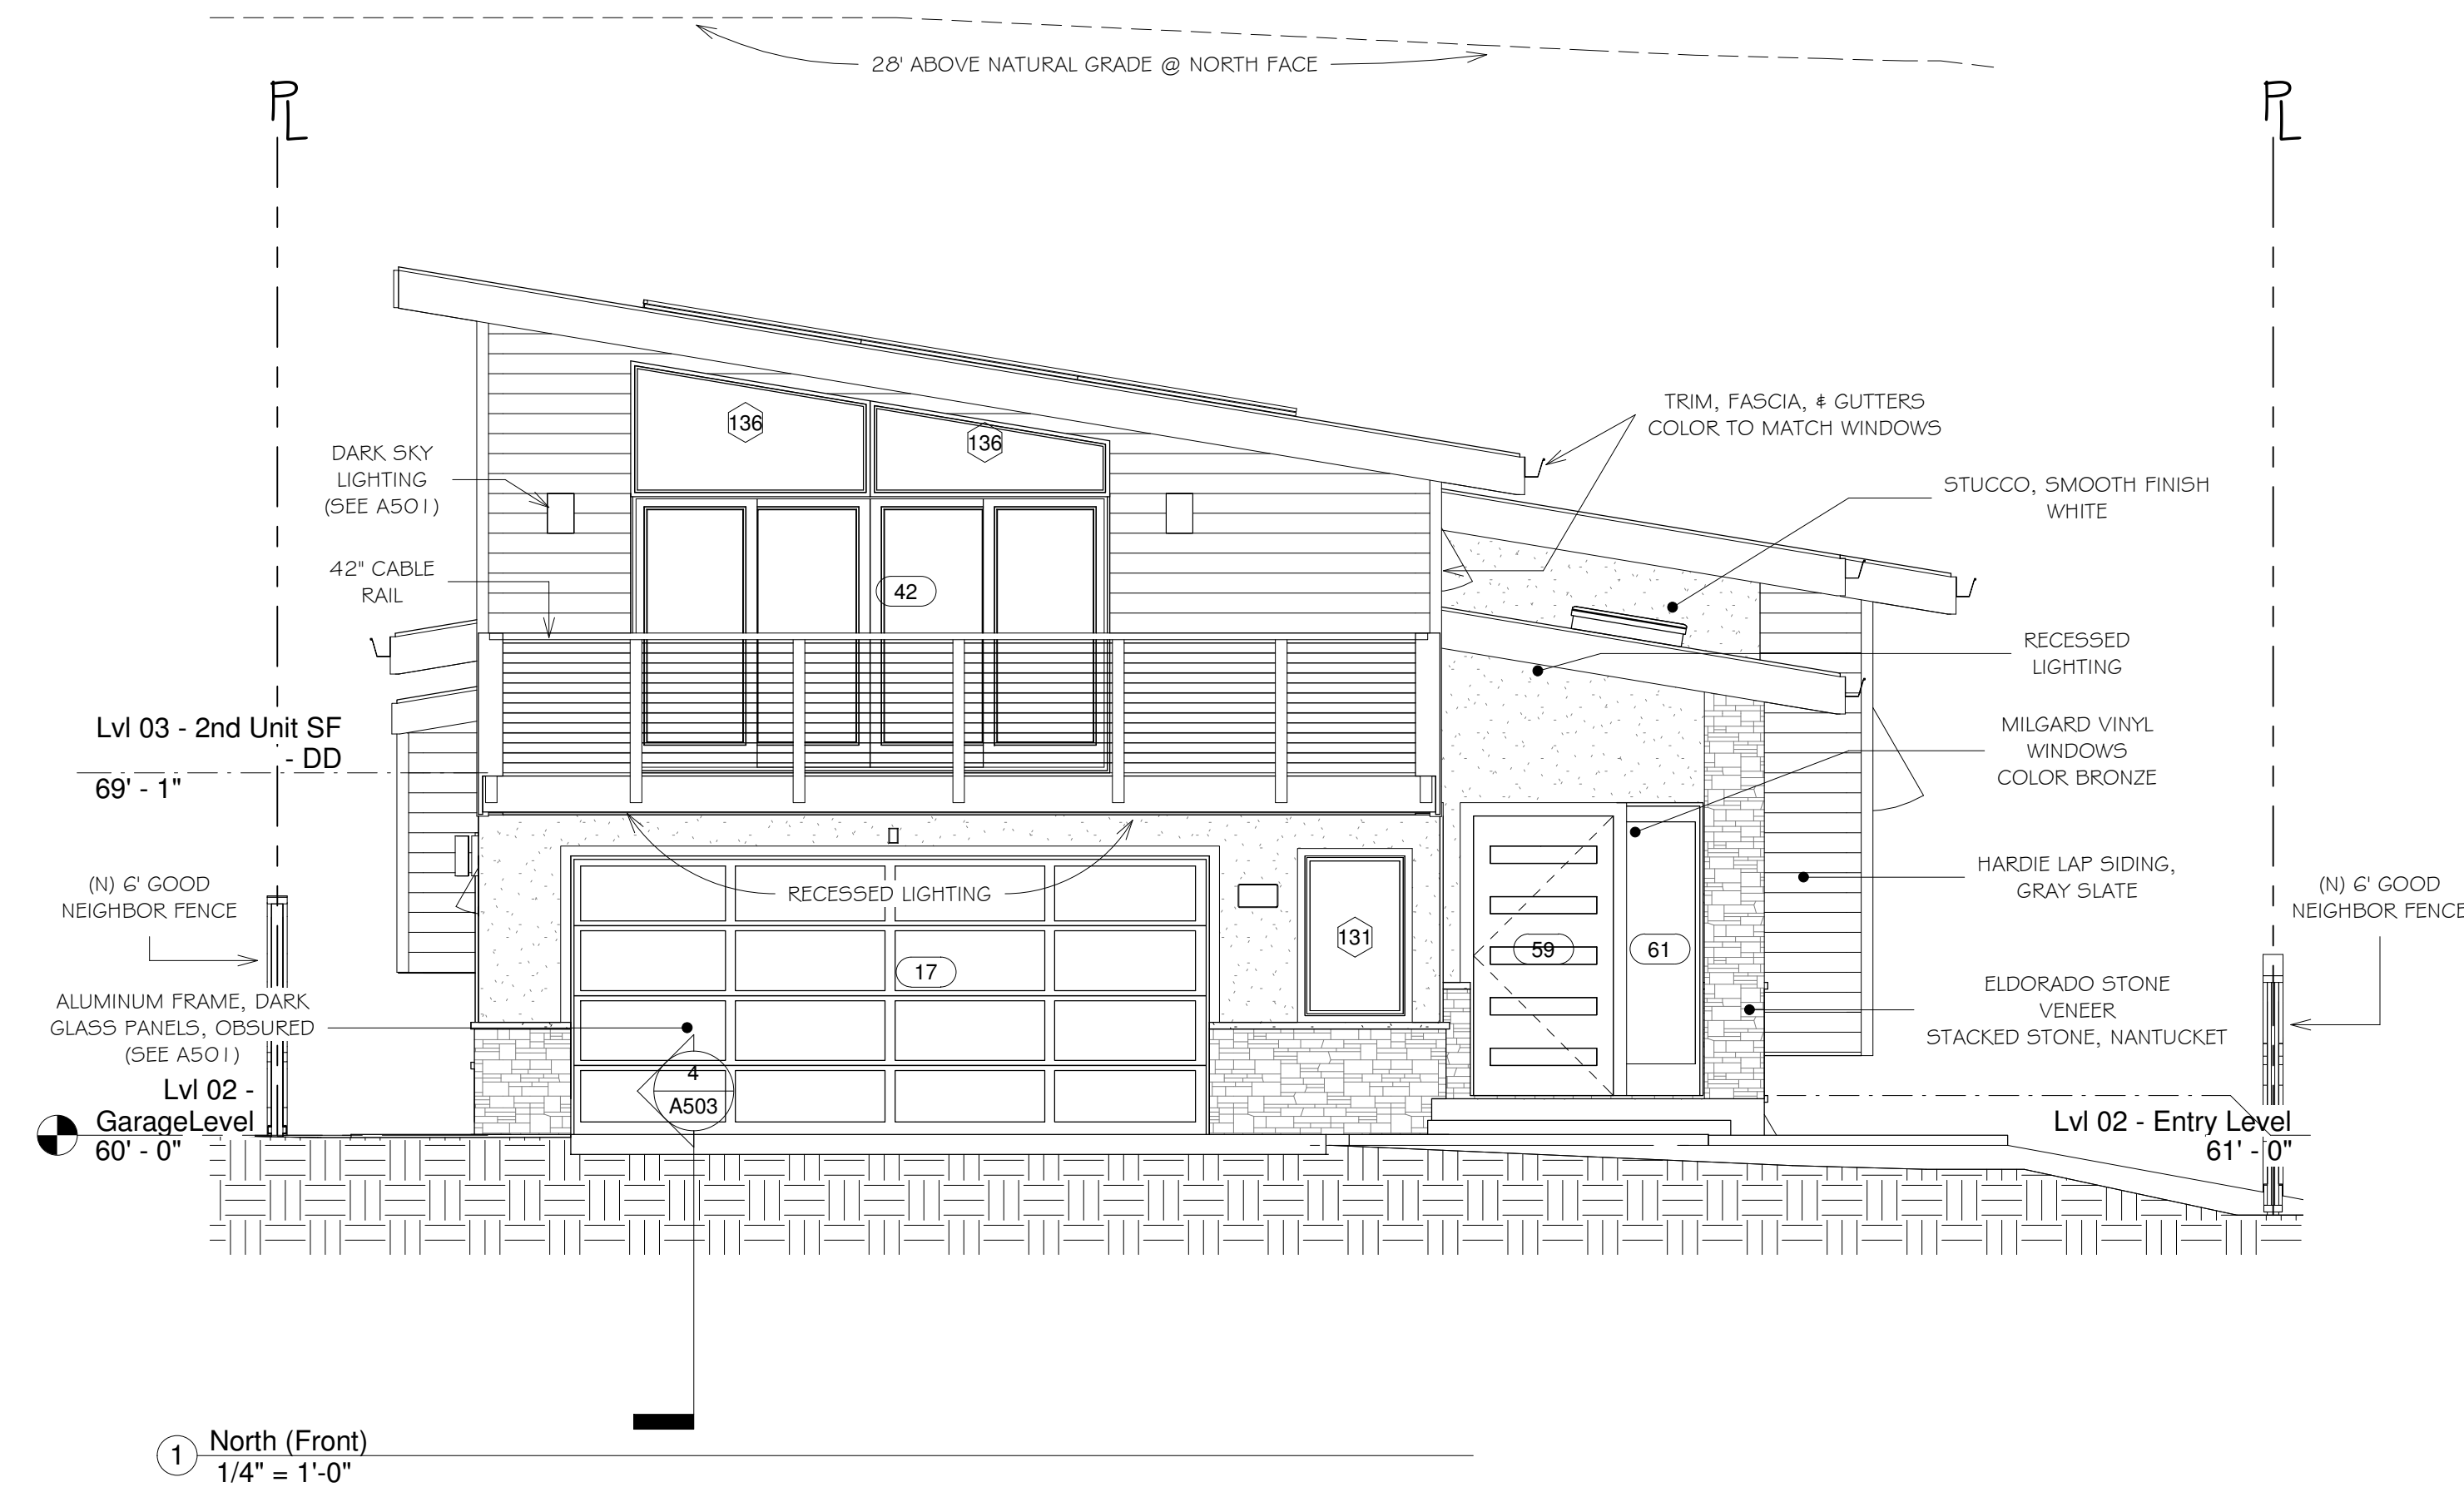 28' ABOVE NATURAL GRADE @ NORTH FACE
PL
PL
TRIM, FASCIA, & GUTTERS
COLOR TO MATCH WINDOWS
136
136
DARK SKY
LIGHTING
(SEE A501)
STUCCO, SMOOTH FINISH
WHITE
42" CABLE
RAIL
42
RECESSED
LIGHTING
Lvl 03 - 2nd Unit SF
- DD
69' - 1"
MILGARD VINYL
WINDOWS
COLOR BRONZE
HARDIE LAP SIDING,
GRAY SLATE
(N) 6' GOOD
NEIGHBOR FENCE
RECESSED LIGHTING
(N) 6' GOOD
NEIGHBOR FENCE
131
59
61
17
ALUMINUM FRAME, DARK
GLASS PANELS, OBSURED
(SEE A501)
ELDORADO STONE
VENEER
STACKED STONE, NANTUCKET
4
A503
Lvl 02 -
GarageLevel
60' - 0"
Lvl 02 - Entry Level
61' - 0"
1
North (Front)
1/4" = 1'-0"